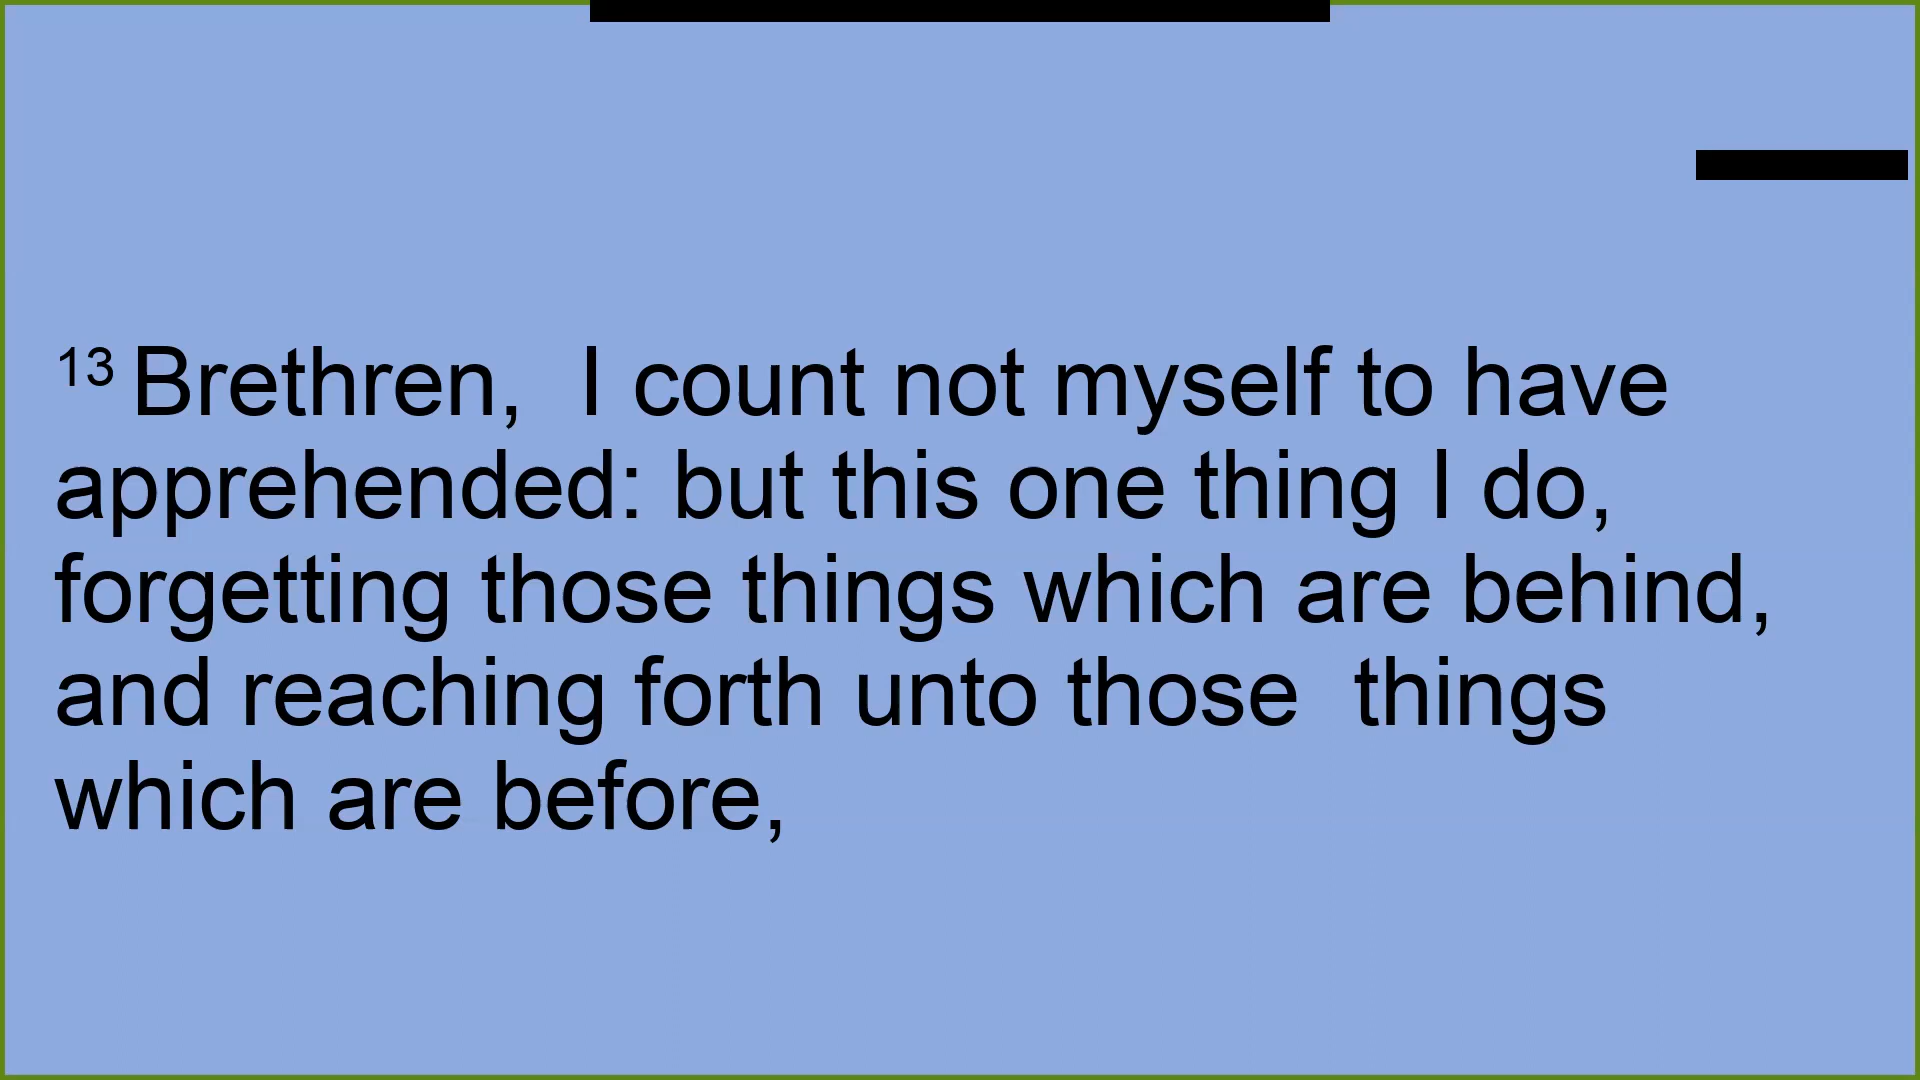 13 Brethren,  I count not myself to have
apprehended: but this one thing I do,
forgetting those things which are behind,
and reaching forth unto those  things
which are before,